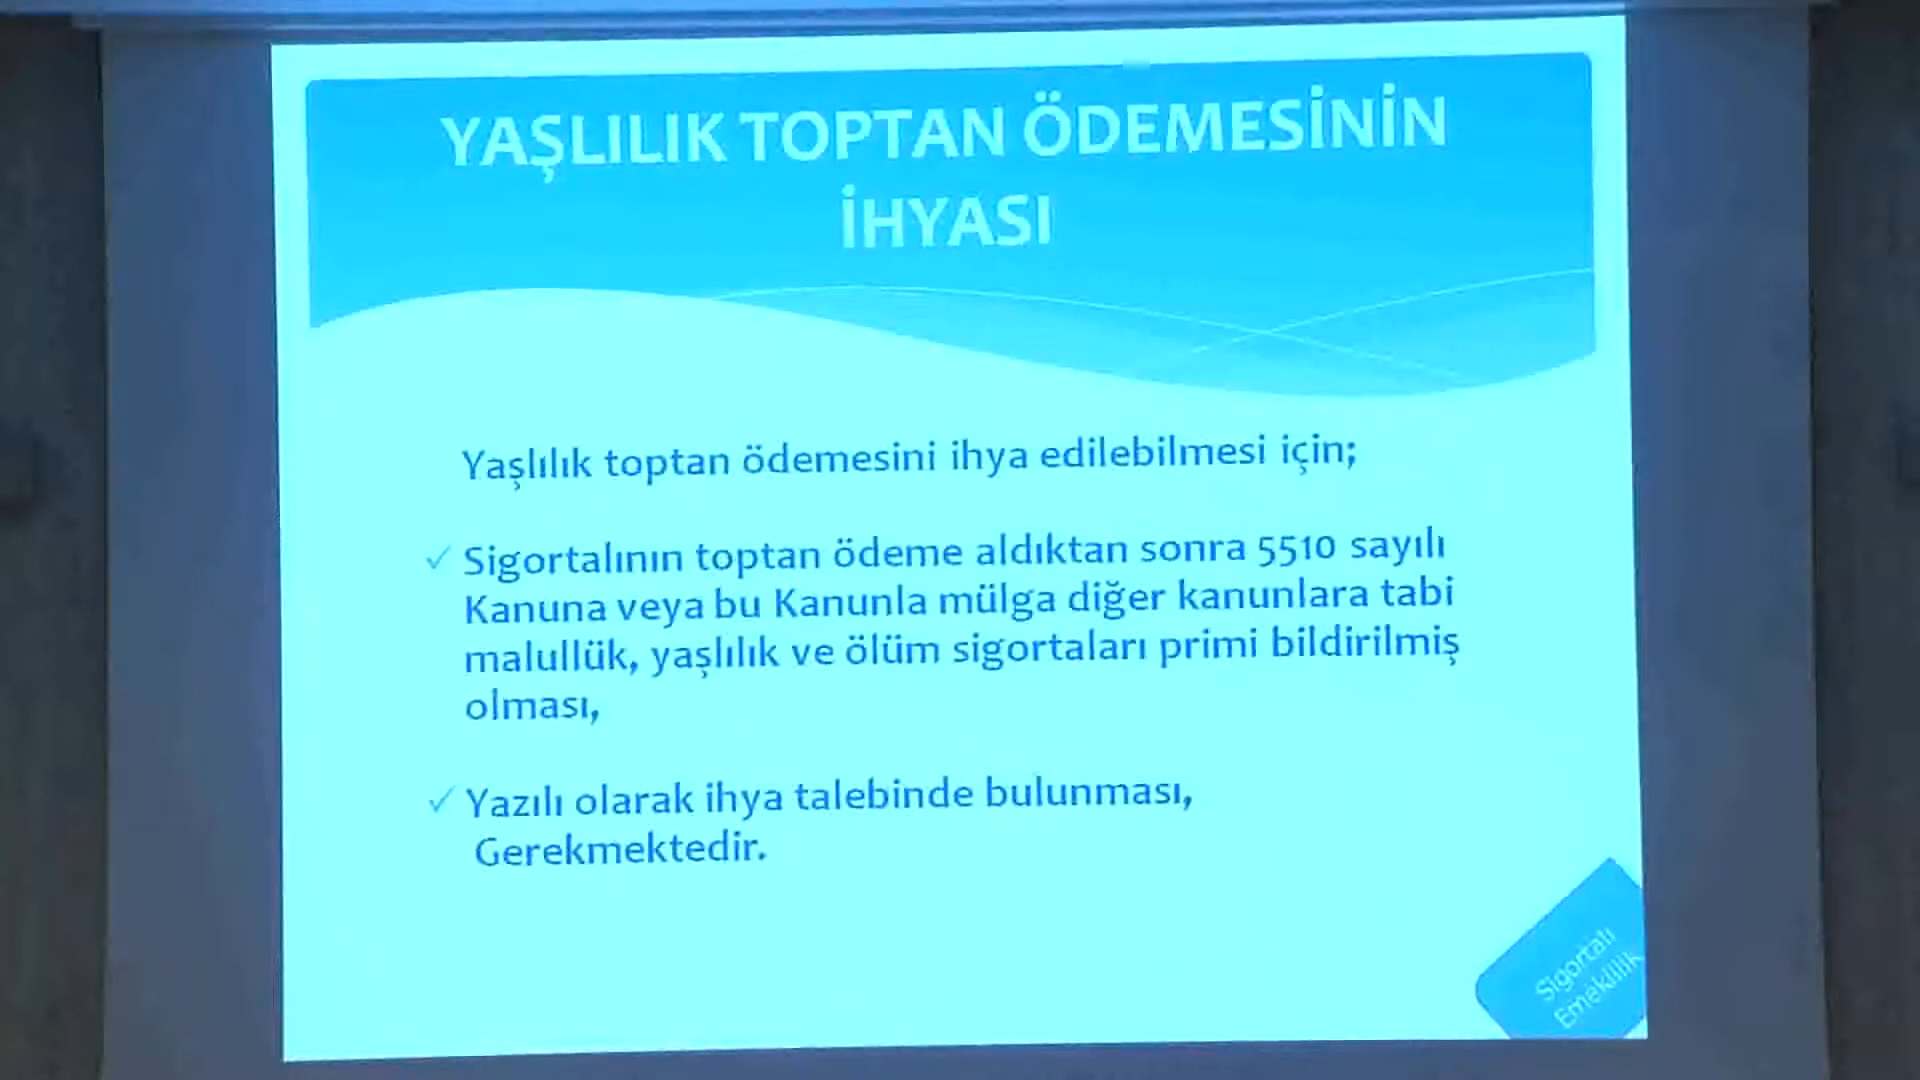 YAŞLILIK TOPTAN ÖDEMESİNİN
İHYASI
Yaşlılık toptan ödemesini ihya edilebilmesi için;
✓ Sigortalının toptan ödeme aldıktan sonra 5510 sayılı
Kanuna veya bu Kanunla mülga diğer kanunlara tabi
malullük, yaşlılık ve ölüm sigortaları primi bildirilmiş
olması,
✓ Yazılı olarak ihya talebinde bulunması,
Gerekmektedir.
Sigortalı
Emeklilik